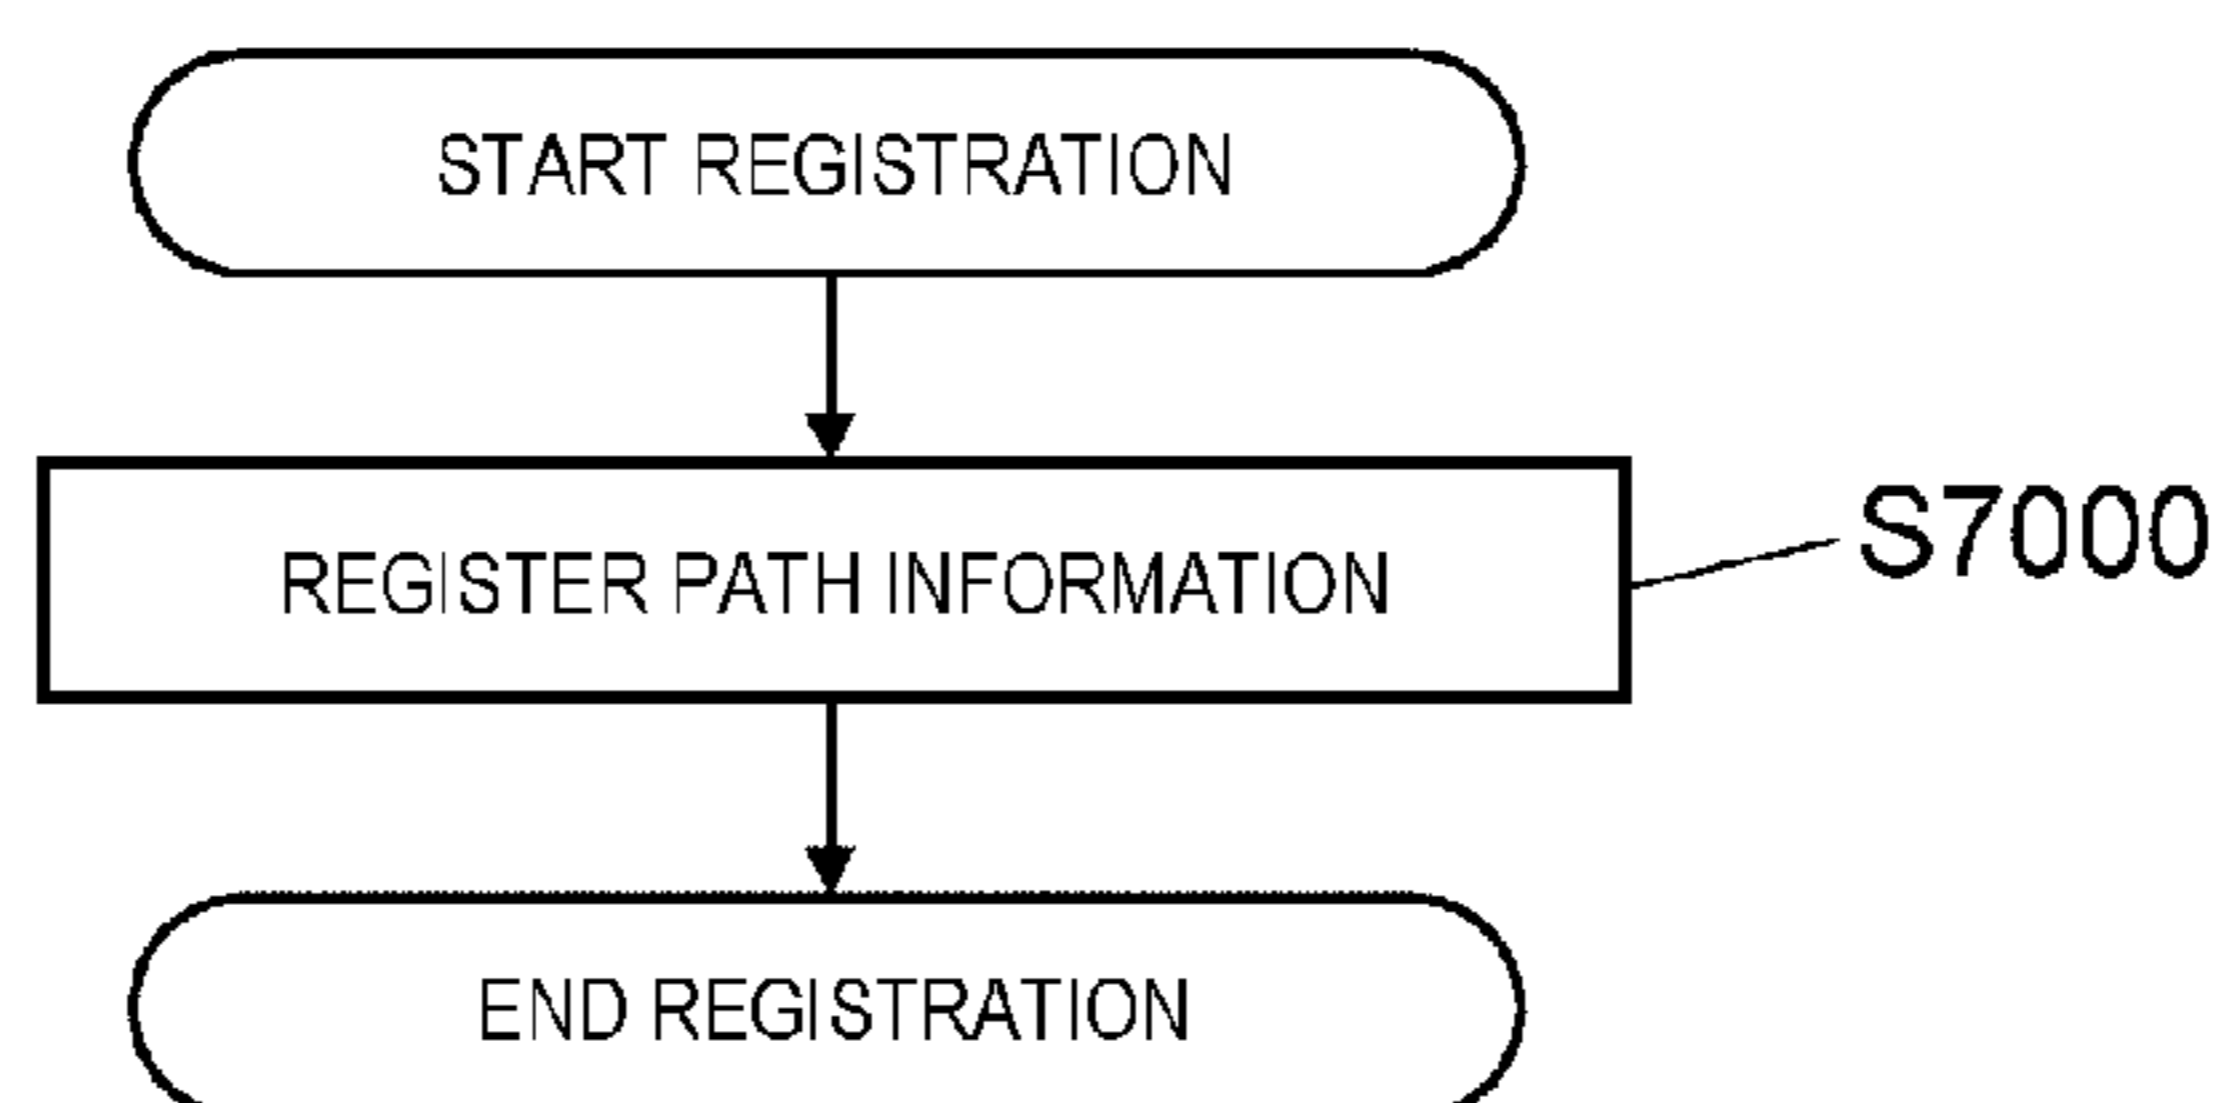 START REGISTRATION
REGISTER PATH INFORMATION
S7000
END REGISTRATION